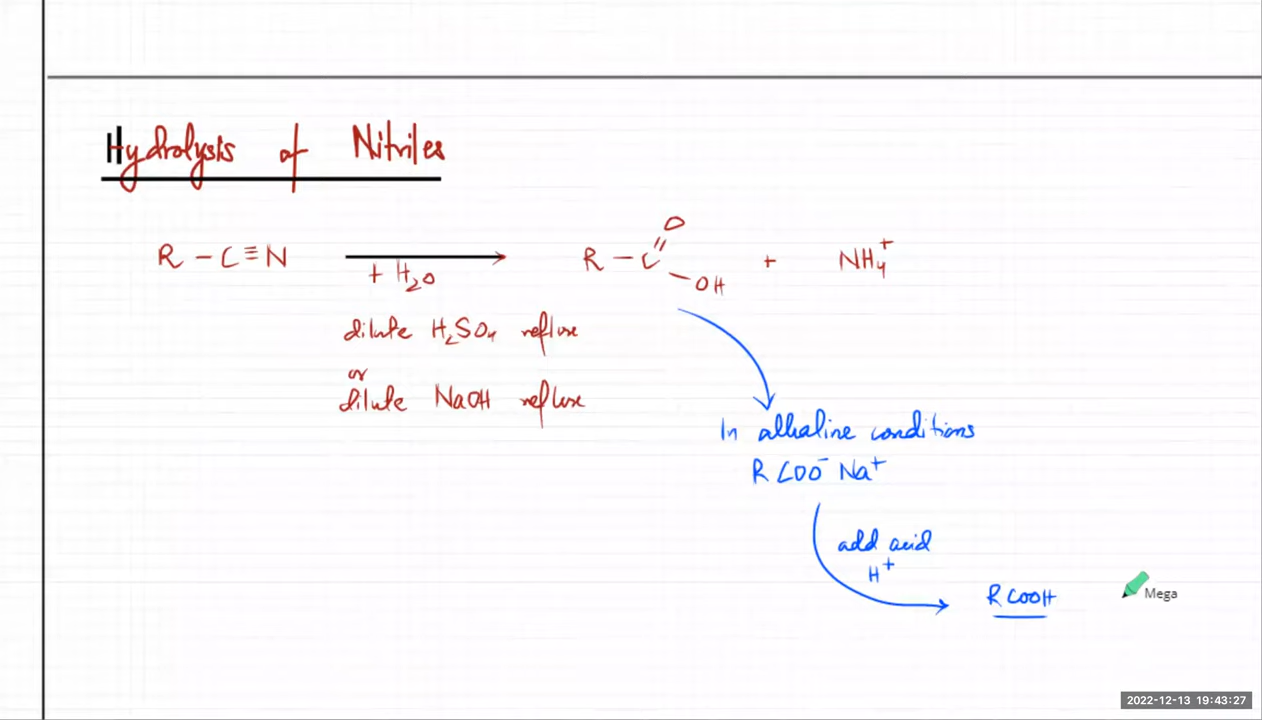 Hydrolysis of Nitriles
R - C≡N + H₂O → R - C(=O) - OH + NH₄⁺
dilute H₂SO₄ reflux
or
dilute NaOH reflux
In alkaline conditions
RCOO⁻ Na⁺
add acid
H⁺
RCOOH
Mega
2022-12-13 19:43:27